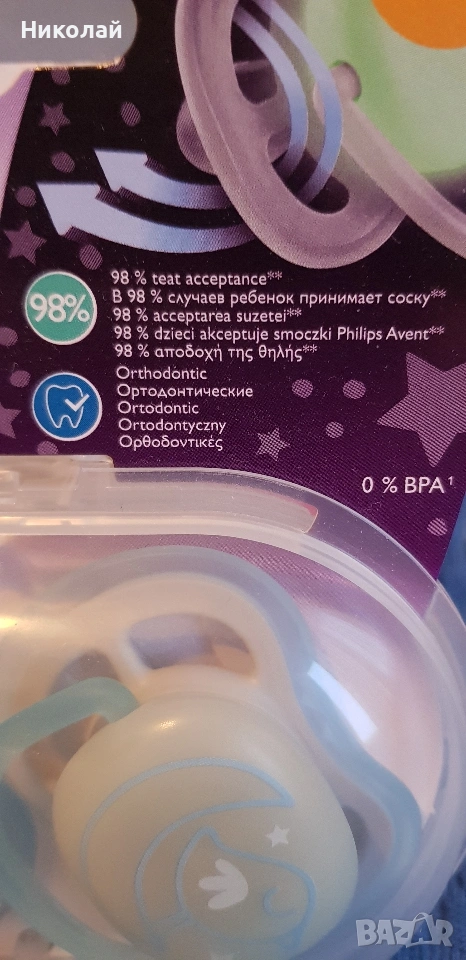 Николай
98%
98 % teat acceptance**
В 98 % случаев ребенок принимает соску**
98 % acceptarea suzetei**
98 % dzieci akceptuje smoczki Philips Avent**
98 % αποδοχή της θηλής**
Orthodontic
Ортодонтические
Ortodontic
Ortodontyczny
Ορθοδοντικές
0 % BPA¹
BAZAR